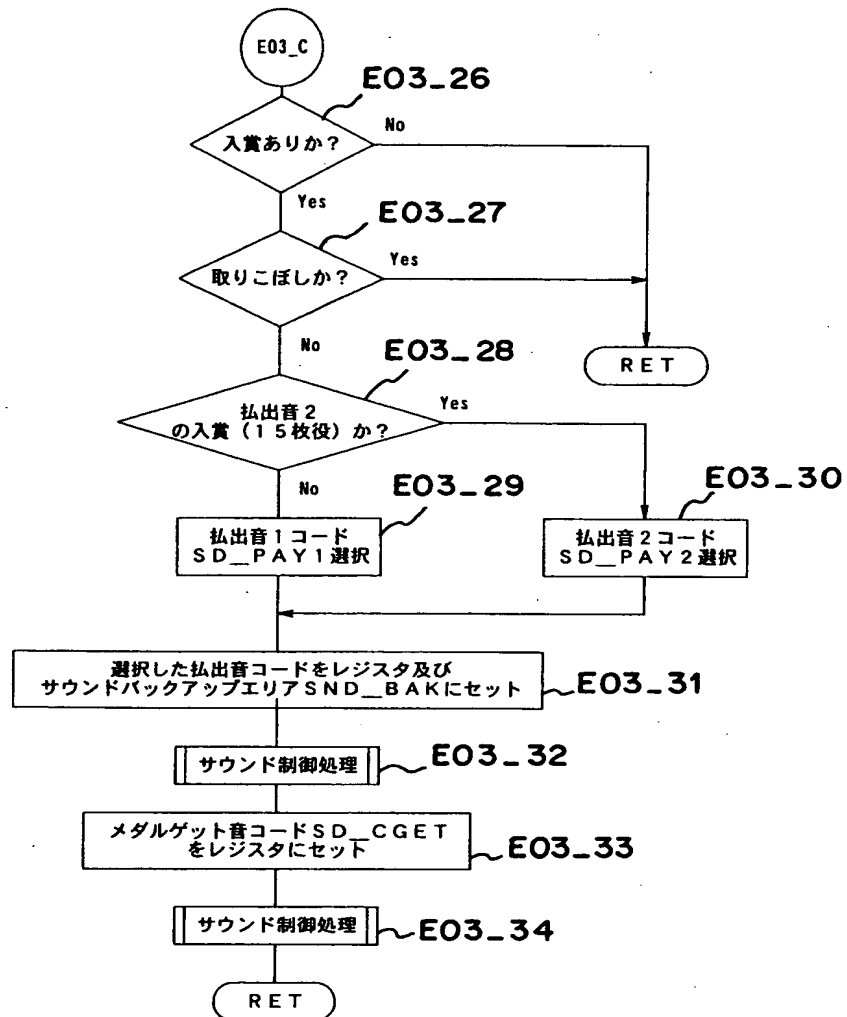 E03_C
E03_26
入賞ありか？
No
Yes
E03_27
取りこぼしか？
Yes
No
RET
E03_28
払出音２
の入賞（１５枚役）か？
Yes
No
E03_29
払出音１コード
SD__PAY1選択
E03_30
払出音２コード
SD__PAY2選択
選択した払出音コードをレジスタ及び
サウンドバックアップエリアSND__BAKにセット
E03_31
サウンド制御処理
E03_32
メダルゲット音コードSD__CGET
をレジスタにセット
E03_33
サウンド制御処理
E03_34
RET